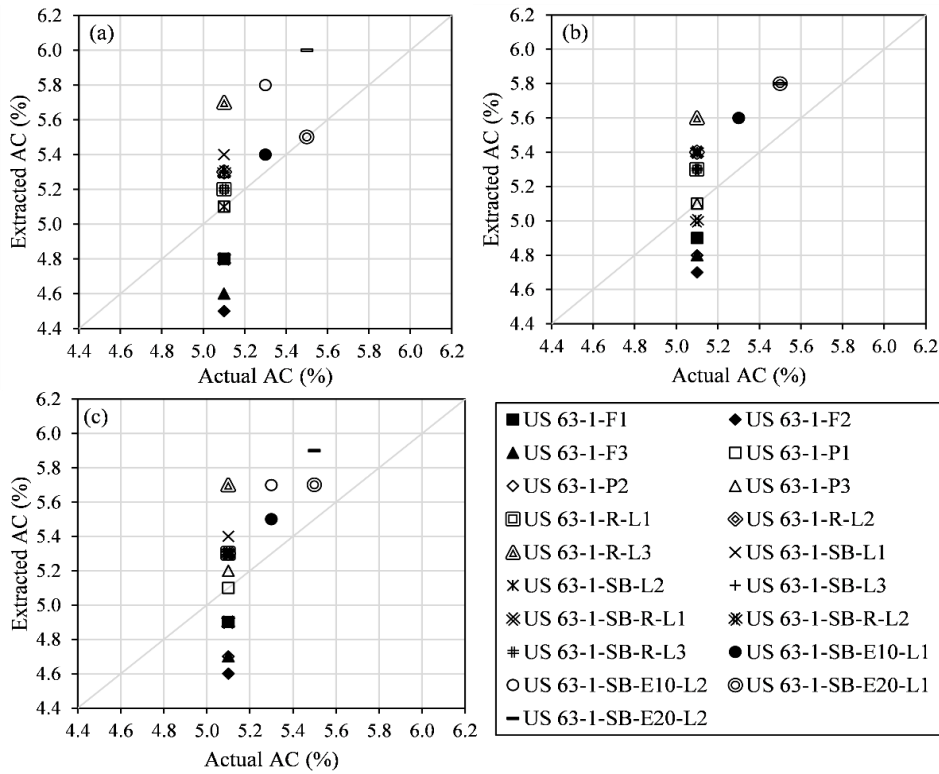 (a)
Extracted AC (%)
6.2
6.0
5.8
5.6
5.4
5.2
5.0
4.8
4.6
4.4
4.4 4.6 4.8 5.0 5.2 5.4 5.6 5.8 6.0 6.2
Actual AC (%)
(b)
Extracted AC (%)
6.2
6.0
5.8
5.6
5.4
5.2
5.0
4.8
4.6
4.4
4.4 4.6 4.8 5.0 5.2 5.4 5.6 5.8 6.0 6.2
Actual AC (%)
(c)
Extracted AC (%)
6.2
6.0
5.8
5.6
5.4
5.2
5.0
4.8
4.6
4.4
4.4 4.6 4.8 5.0 5.2 5.4 5.6 5.8 6.0 6.2
Actual AC (%)
US 63-1-F1 US 63-1-F2
US 63-1-F3 US 63-1-P1
US 63-1-P2 US 63-1-P3
US 63-1-R-L1 US 63-1-R-L2
US 63-1-R-L3 US 63-1-SB-L1
US 63-1-SB-L2 US 63-1-SB-L3
US 63-1-SB-R-L1 US 63-1-SB-R-L2
US 63-1-SB-R-L3 US 63-1-SB-E10-L1
US 63-1-SB-E10-L2 US 63-1-SB-E20-L1
US 63-1-SB-E20-L2